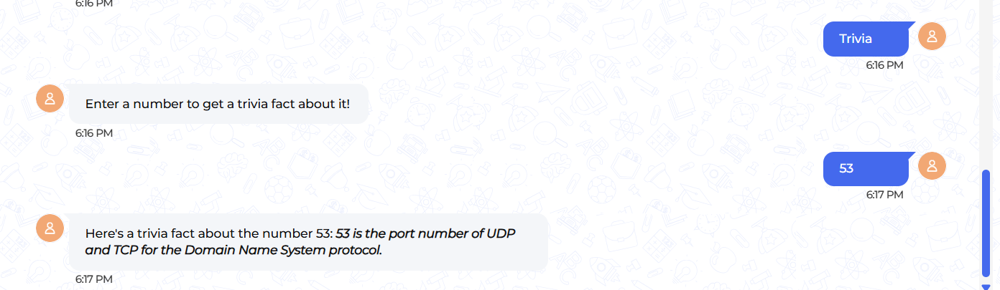 6:16 PM
Trivia
6:16 PM
Enter a number to get a trivia fact about it!
6:16 PM
53
6:17 PM
Here's a trivia fact about the number 53: 53 is the port number of UDP
and TCP for the Domain Name System protocol.
6:17 PM